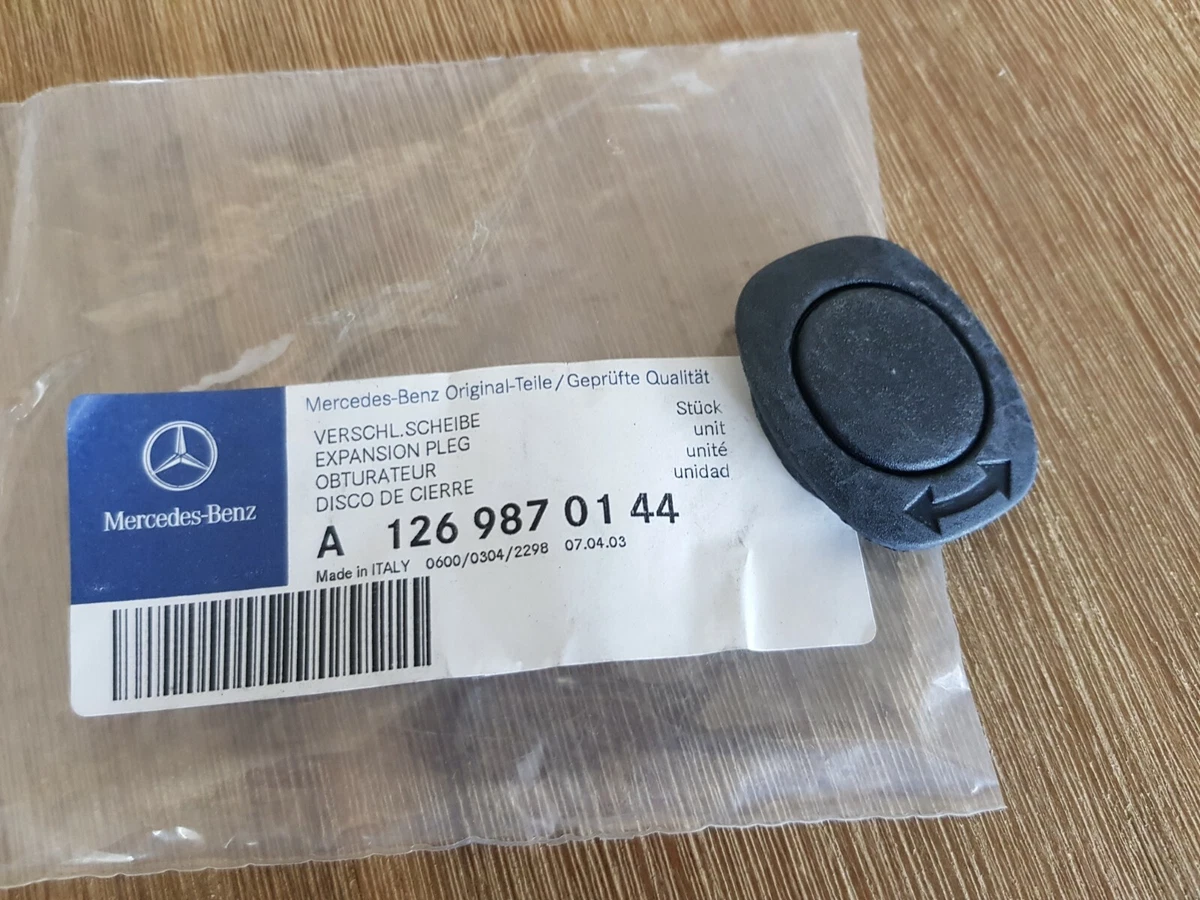 Mercedes-Benz Original-Teile/Geprüfte Qualität
VERSCHL.SCHEIBE Stück
EXPANSION PLEG unit
OBTURATEUR unité
DISCO DE CIERRE unidad
Mercedes-Benz
A 126 987 01 44
Made in ITALY 0600/0304/2298 07.04.03